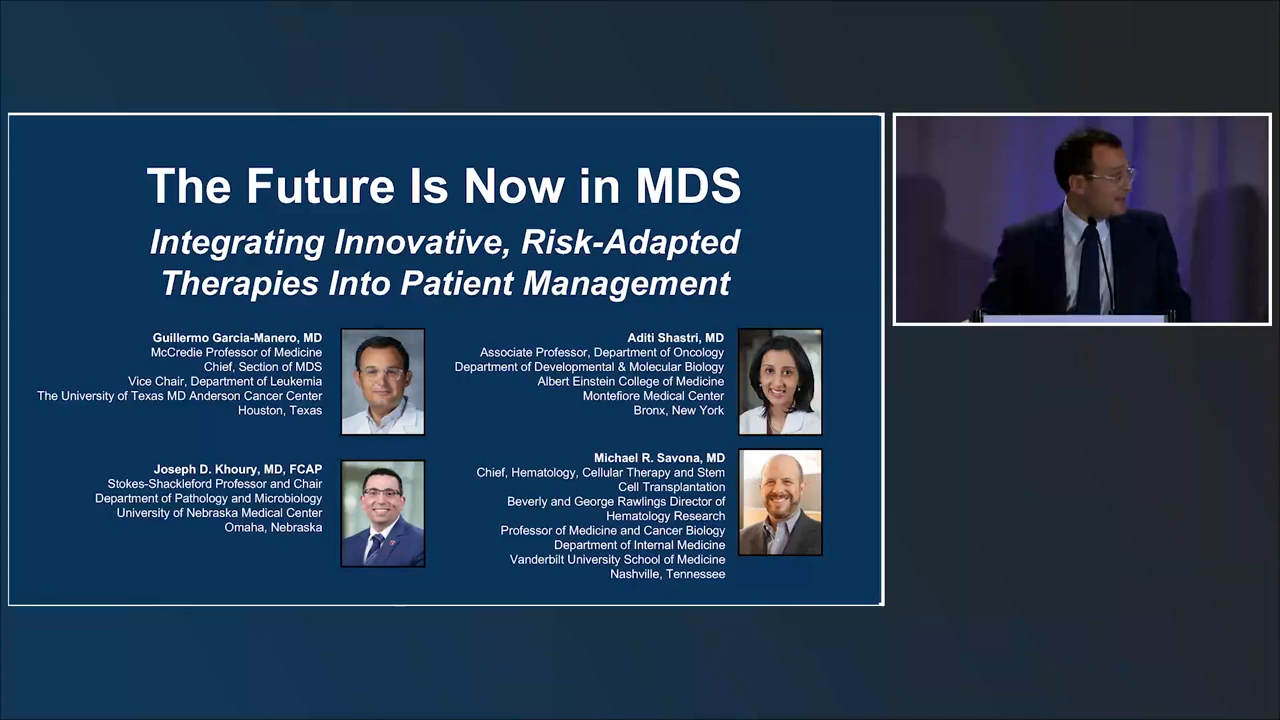 The Future Is Now in MDS
Integrating Innovative, Risk-Adapted
Therapies Into Patient Management
Guillermo Garcia-Manero, MD
McCredie Professor of Medicine
Chief, Section of MDS
Vice Chair, Department of Leukemia
The University of Texas MD Anderson Cancer Center
Houston, Texas
Aditi Shastri, MD
Associate Professor, Department of Oncology
Department of Developmental & Molecular Biology
Albert Einstein College of Medicine
Montefiore Medical Center
Bronx, New York
Joseph D. Khoury, MD, FCAP
Stokes-Shackleford Professor and Chair
Department of Pathology and Microbiology
University of Nebraska Medical Center
Omaha, Nebraska
Michael R. Savona, MD
Chief, Hematology, Cellular Therapy and Stem
Cell Transplantation
Beverly and George Rawlings Director of
Hematology Research
Professor of Medicine and Cancer Biology
Department of Internal Medicine
Vanderbilt University School of Medicine
Nashville, Tennessee